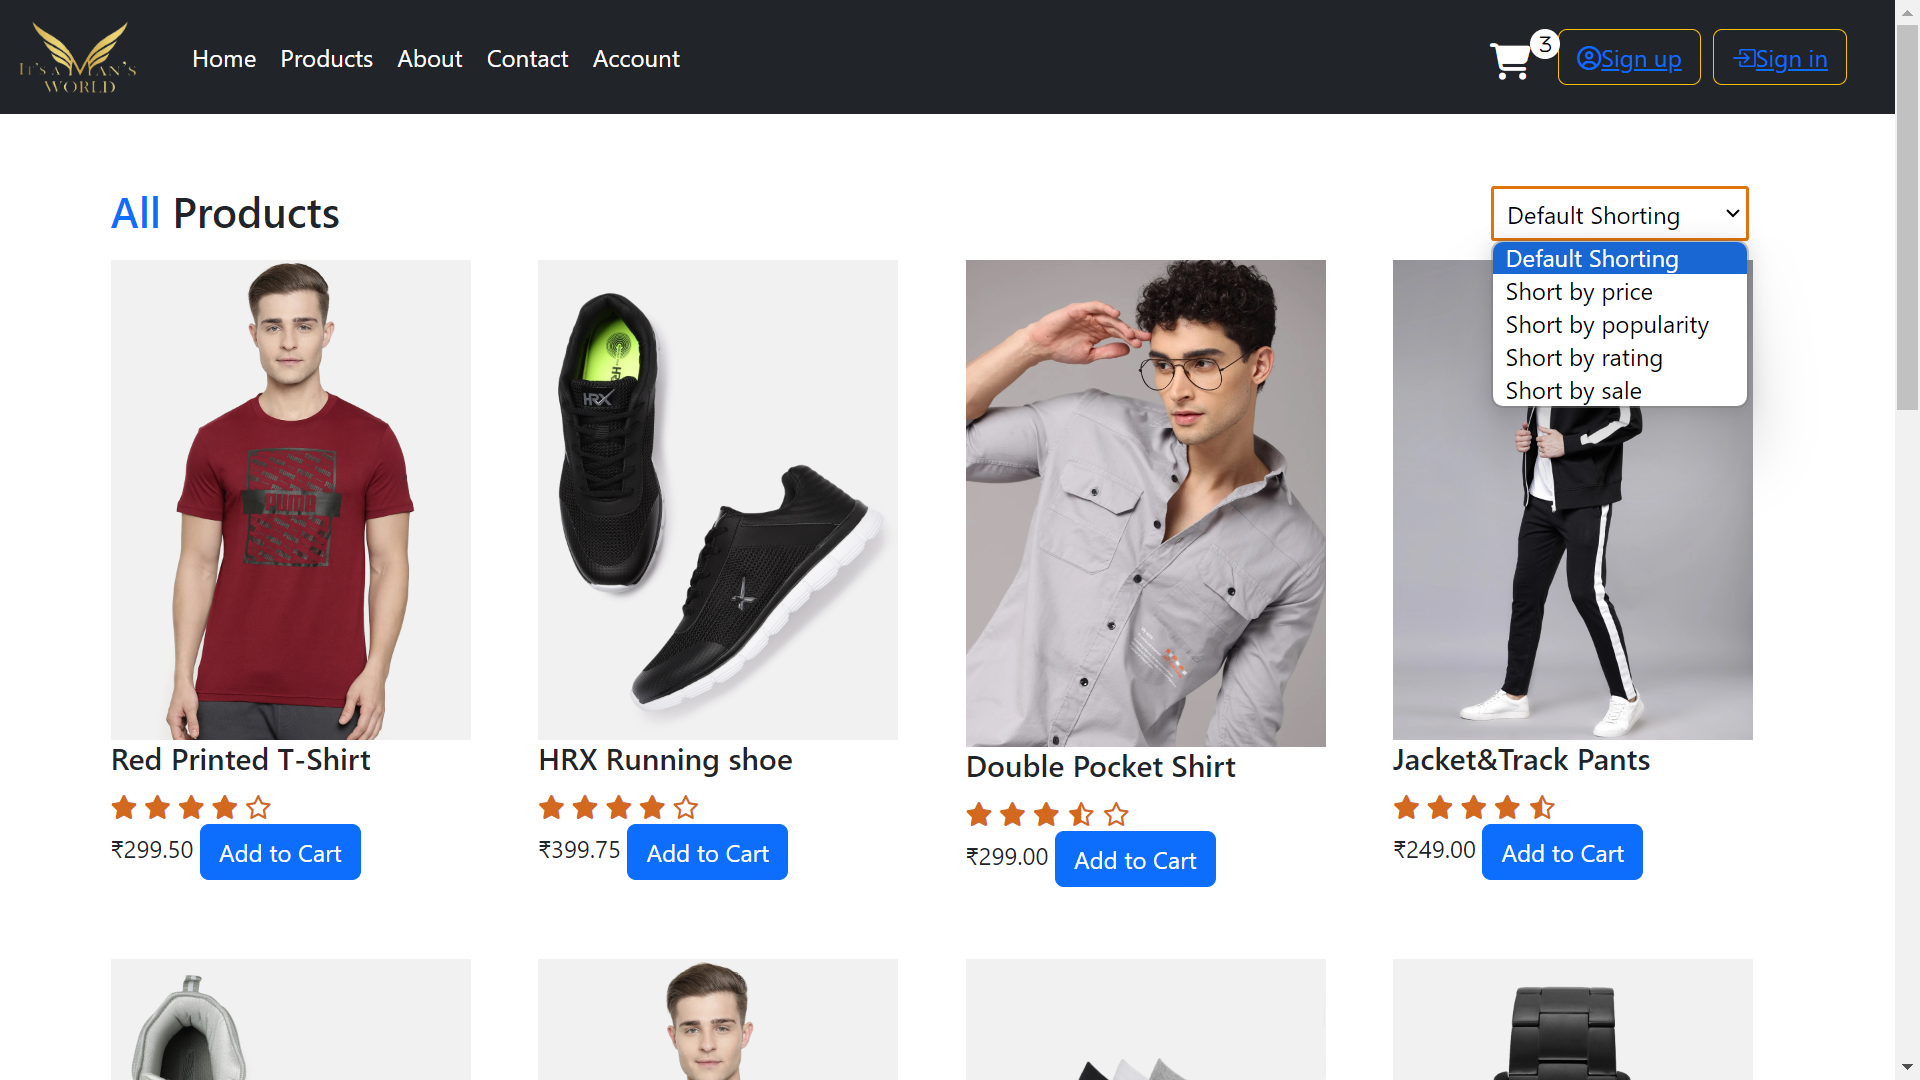 IT'S A MAN'S
WORLD
Home Products About Contact Account
3
Sign up
Sign in
All Products
Default Shorting
Default Shorting
Short by price
Short by popularity
Short by rating
Short by sale
HRX
HRX
PUMA
Red Printed T-Shirt
HRX Running shoe
Double Pocket Shirt
Jacket&Track Pants
₹299.50 Add to Cart
₹399.75 Add to Cart
₹299.00 Add to Cart
₹249.00 Add to Cart